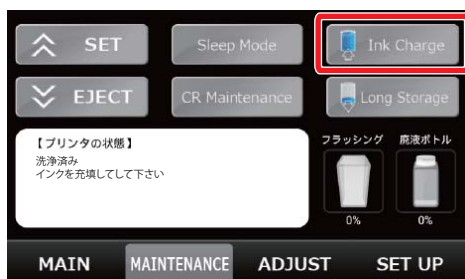 SET
Sleep Mode
Ink Charge
EJECT
CR Maintenance
Long Storage
【プリンタの状態】
洗浄済み
インクを充填してして下さい
フラッシング
廃液ボトル
0%
0%
MAIN
MAINTENANCE
ADJUST
SET UP